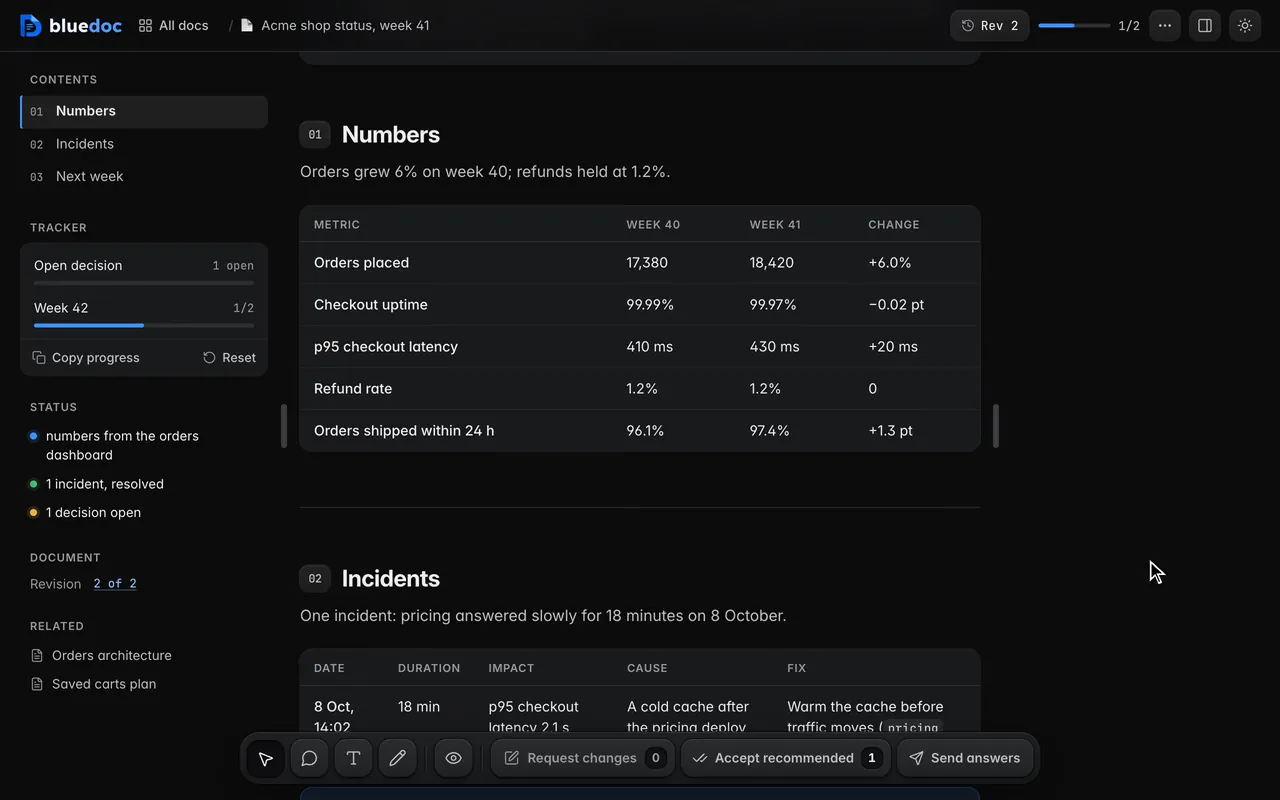 bluedoc All docs / Acme shop status, week 41 Rev 2 1/2
CONTENTS
01 Numbers
02 Incidents
03 Next week
TRACKER
Open decision 1 open
Week 42 1/2
Copy progress Reset
STATUS
numbers from the orders
dashboard
1 incident, resolved
1 decision open
DOCUMENT
Revision 2 of 2
RELATED
Orders architecture
Saved carts plan
01 Numbers
Orders grew 6% on week 40; refunds held at 1.2%.
METRIC WEEK 40 WEEK 41 CHANGE
Orders placed 17,380 18,420 +6.0%
Checkout uptime 99.99% 99.97% −0.02 pt
p95 checkout latency 410 ms 430 ms +20 ms
Refund rate 1.2% 1.2% 0
Orders shipped within 24 h 96.1% 97.4% +1.3 pt
02 Incidents
One incident: pricing answered slowly for 18 minutes on 8 October.
DATE DURATION IMPACT CAUSE FIX
8 Oct, 18 min p95 checkout A cold cache after Warm the cache before
14:02 latency 2.1 s the pricing deploy traffic moves ( pricing
Request changes 0 Accept recommended 1 Send answers